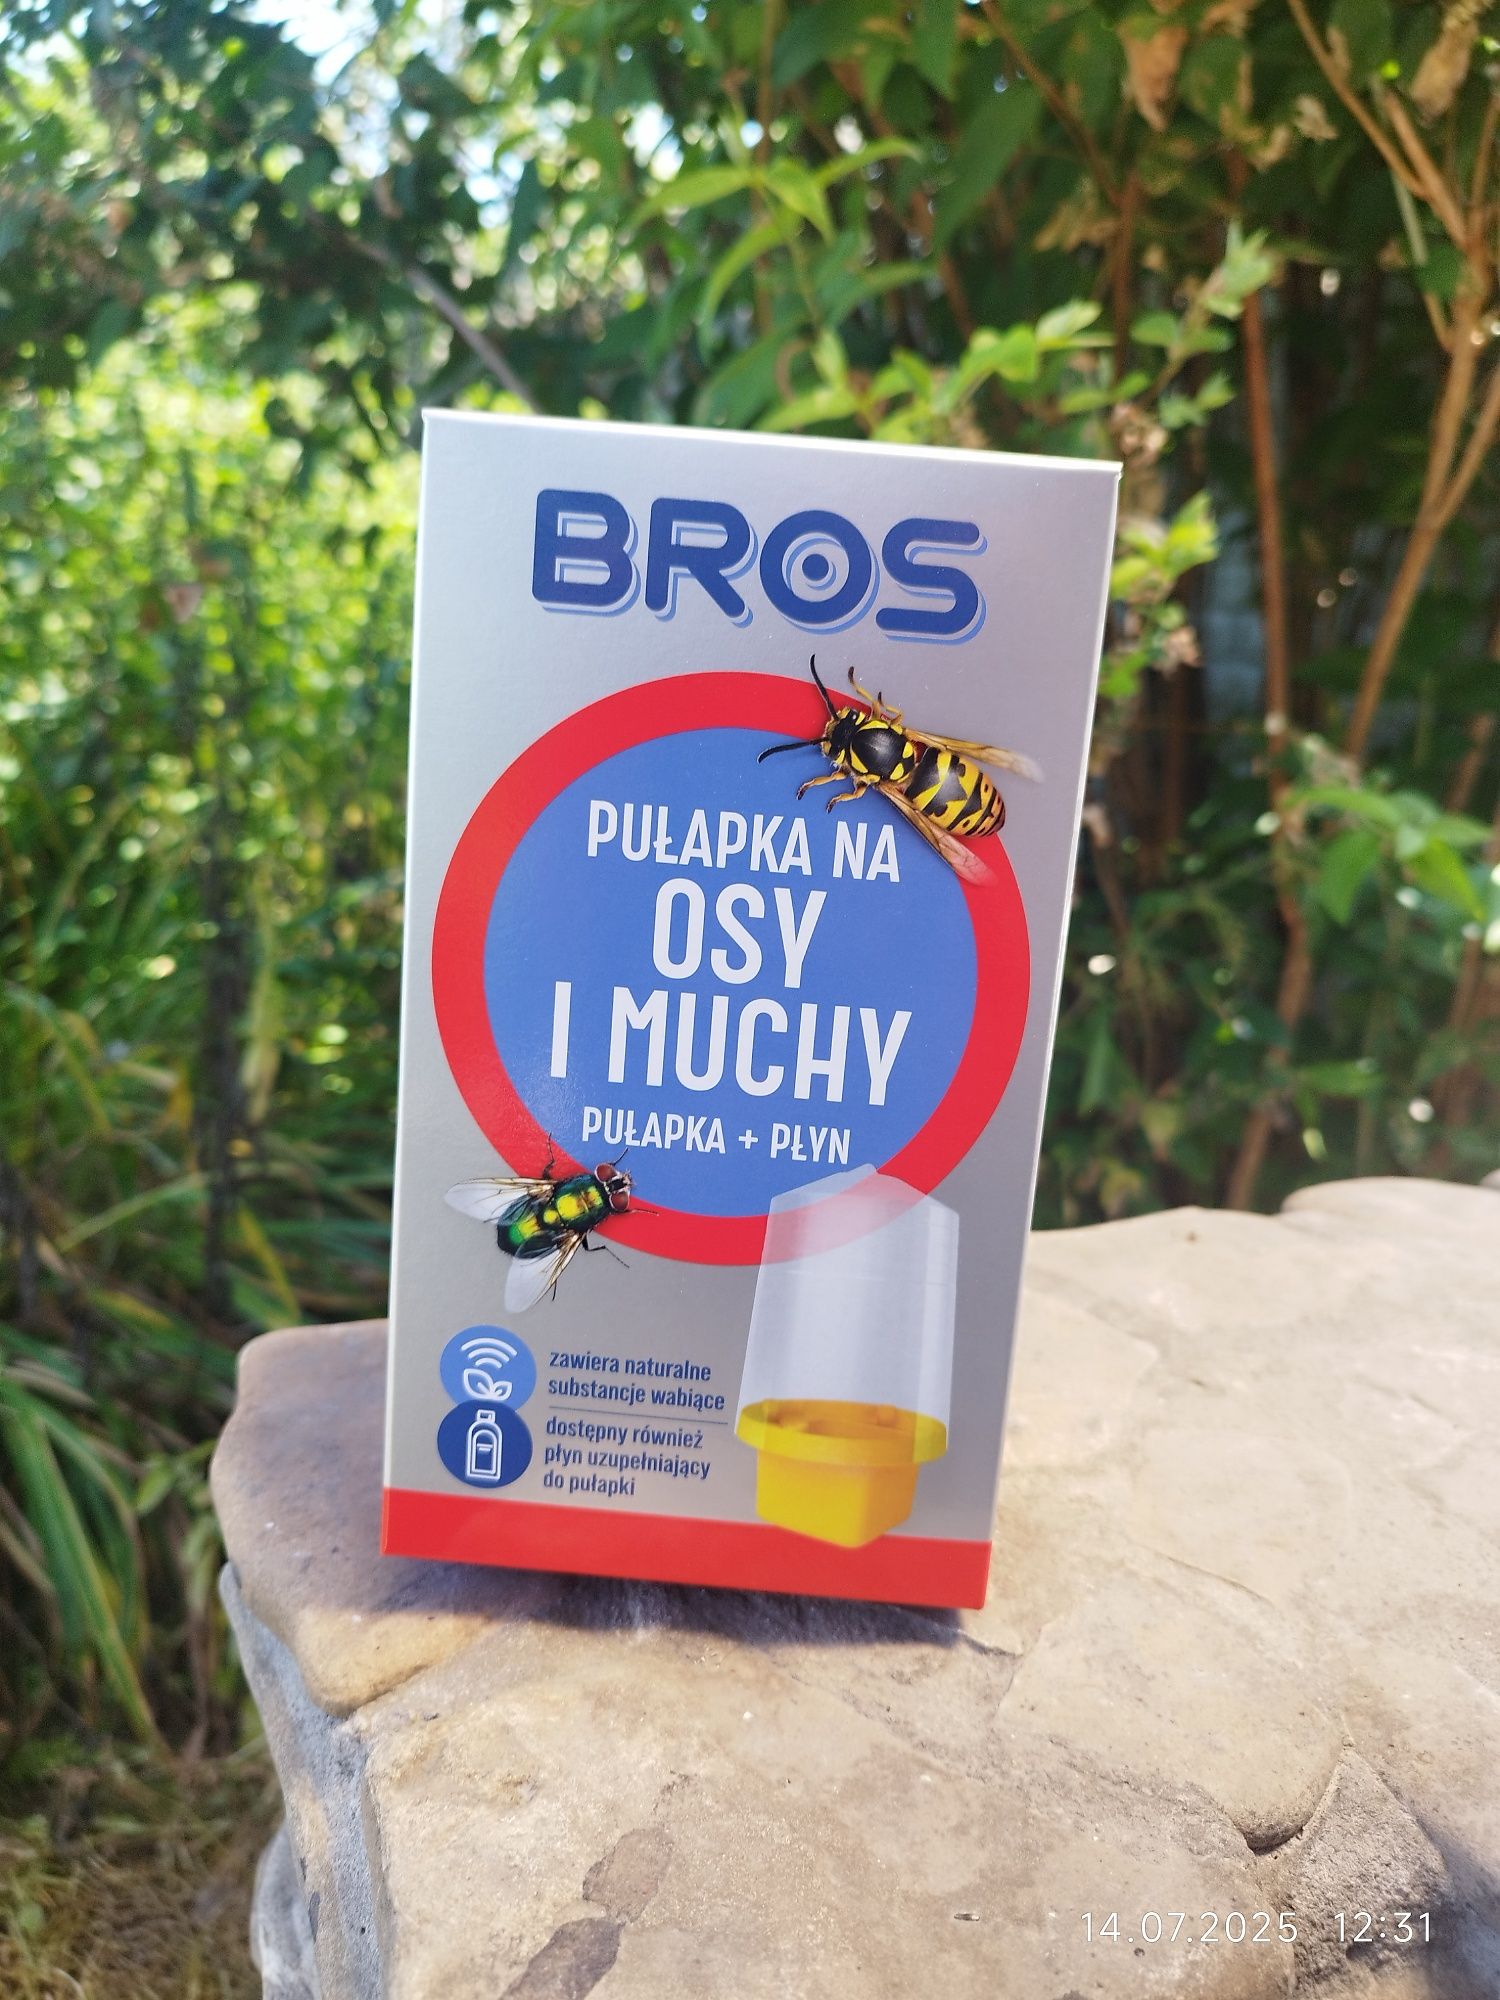 BROS
PUŁAPKA NA
OSY
I MUCHY
PUŁAPKA + PŁYN
zawiera naturalne
substancje wabiące
dostępny również
płyn uzupełniający
do pułapki
14.07.2025 12:31